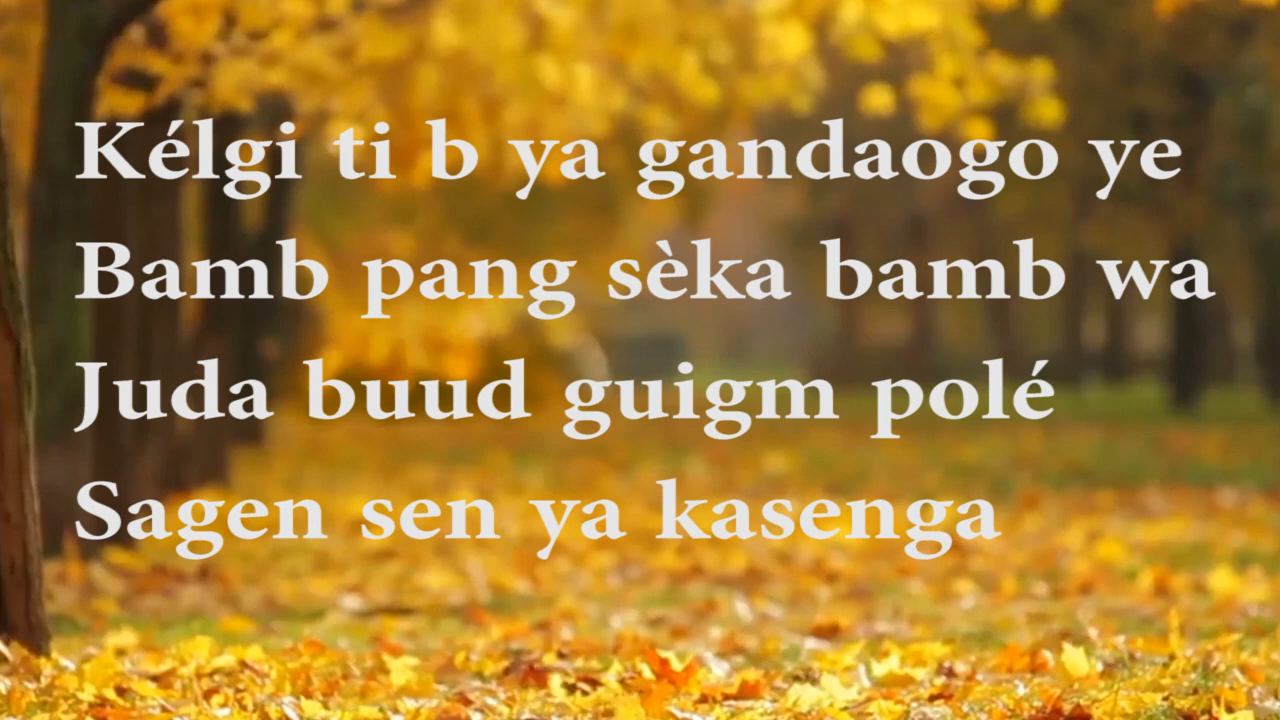 Kélgi ti b ya gandaogo ye
Bamb pang sèka bamb wa
Juda buud guigm polé
Sagen sen ya kasenga